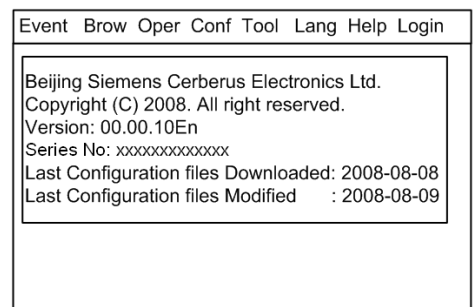 Event Brow Oper Conf Tool Lang Help Login
Beijing Siemens Cerberus Electronics Ltd.
Copyright (C) 2008. All right reserved.
Version: 00.00.10En
Series No: xxxxxxxxxxxxx
Last Configuration files Downloaded: 2008-08-08
Last Configuration files Modified : 2008-08-09